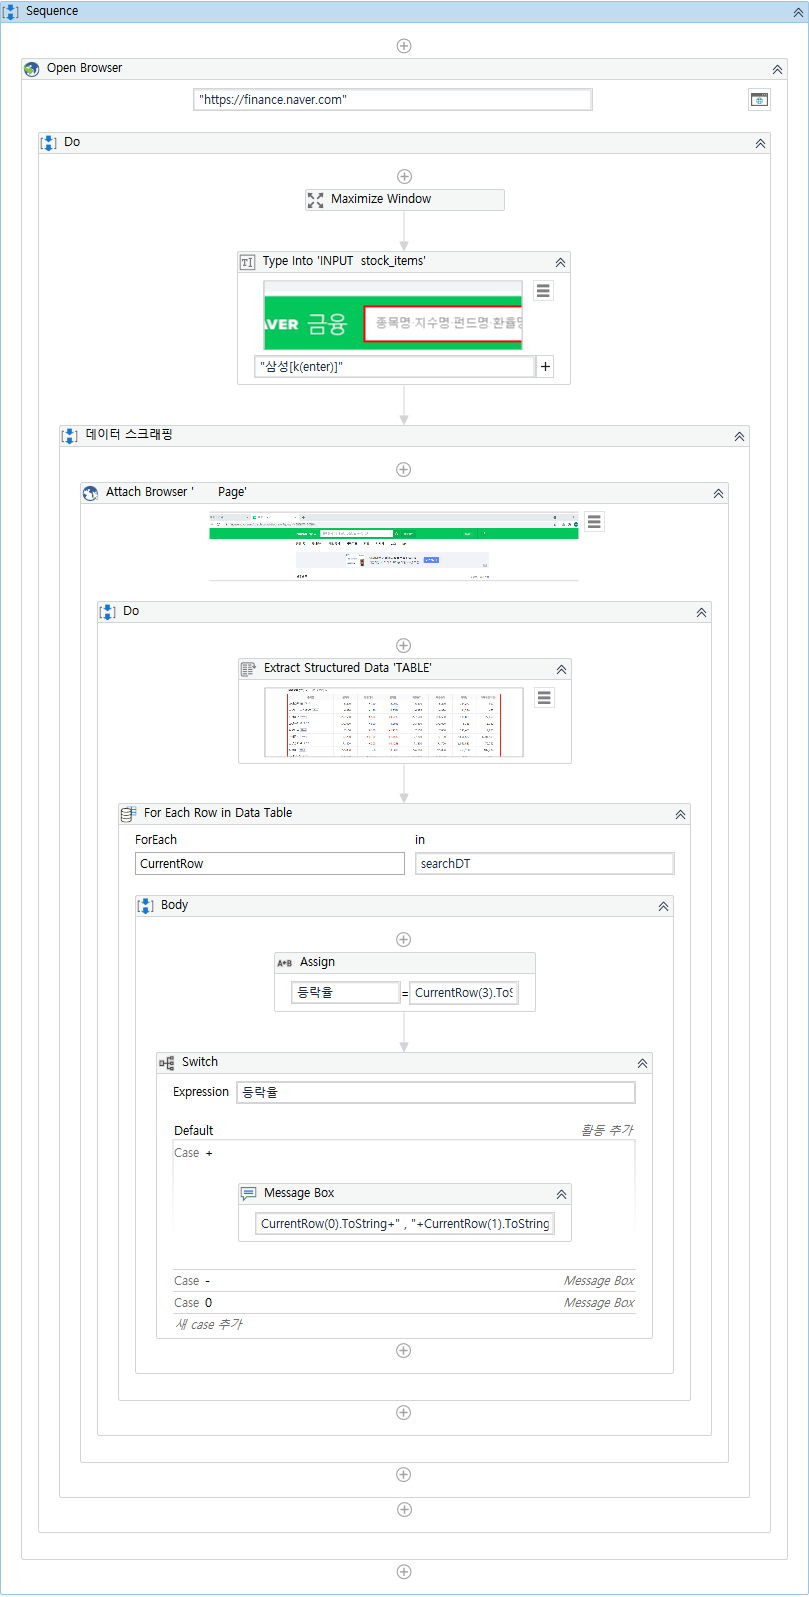 Sequence
Open Browser
"https://finance.naver.com"
Do
Maximize Window
Type Into 'INPUT stock_items'
AVER 금융 종목명·지수명·펀드명·환율명
"삼성[k(enter)]"
데이터 스크래핑
Attach Browser ' Page'
Do
Extract Structured Data 'TABLE'
For Each Row in Data Table
ForEach in
CurrentRow searchDT
Body
A+B Assign
등락율 = CurrentRow(3).ToS
Switch
Expression 등락율
Default 활동 추가
Case +
Message Box
CurrentRow(0).ToString+" , "+CurrentRow(1).ToString
Case - Message Box
Case 0 Message Box
새 case 추가